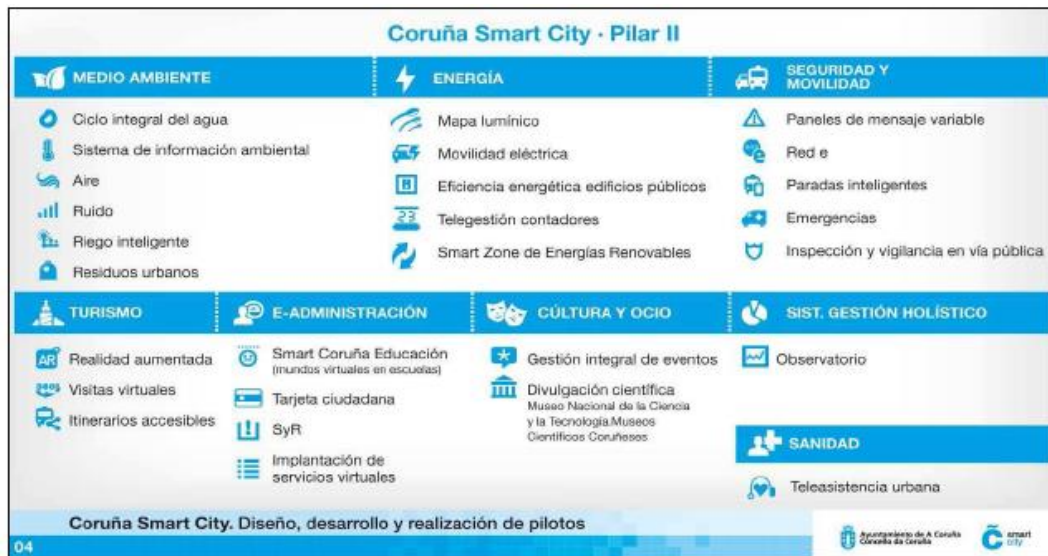 Coruña Smart City · Pilar II
MEDIO AMBIENTE
Ciclo integral del agua
Sistema de información ambiental
Aire
Ruido
Riego inteligente
Residuos urbanos
ENERGÍA
Mapa lumínico
Movilidad eléctrica
Eficiencia energética edificios públicos
23
Telegestión contadores
Smart Zone de Energías Renovables
SEGURIDAD Y
MOVILIDAD
Paneles de mensaje variable
Red e
Paradas inteligentes
Emergencias
Inspección y vigilancia en vía pública
TURISMO
AR
Realidad aumentada
Visitas virtuales
Itinerarios accesibles
E-ADMINISTRACIÓN
Smart Coruña Educación
(mundos virtuales en escuelas)
Tarjeta ciudadana
SyR
Implantación de
servicios virtuales
CÚLTURA Y OCIO
Gestión integral de eventos
Divulgación científica
Museo Nacional de la Ciencia
y la Tecnología.Museos
Científicos Coruñeses
SIST. GESTIÓN HOLÍSTICO
Observatorio
SANIDAD
Teleasistencia urbana
Coruña Smart City. Diseño, desarrollo y realización de pilotos
04
Ayuntamiento de A Coruña
Concello da Coruña
smart
city